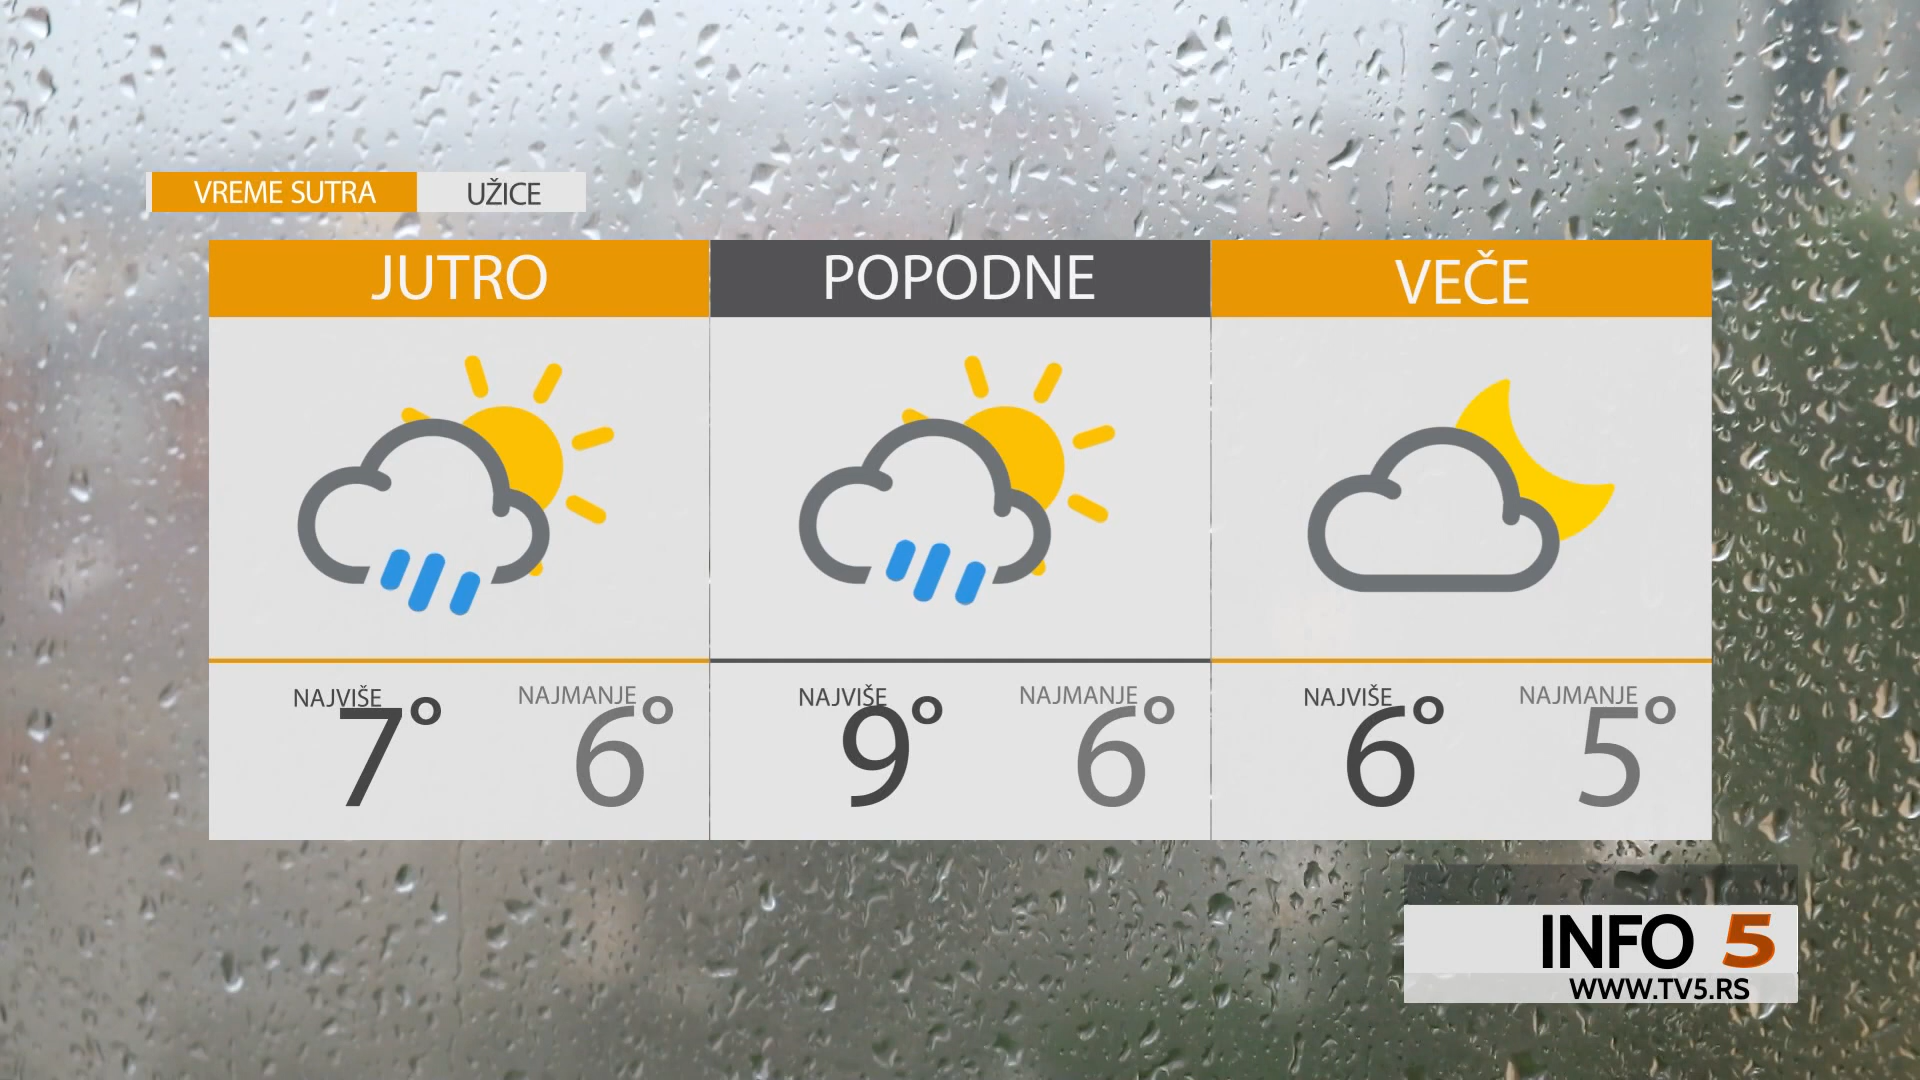 VREME SUTRA UŽICE
JUTRO
POPODNE
VEČE
NAJVIŠE NAJMANJE
7° 6°
NAJVIŠE NAJMANJE
9° 6°
NAJVIŠE NAJMANJE
6° 5°
INFO 5
WWW.TV5.RS